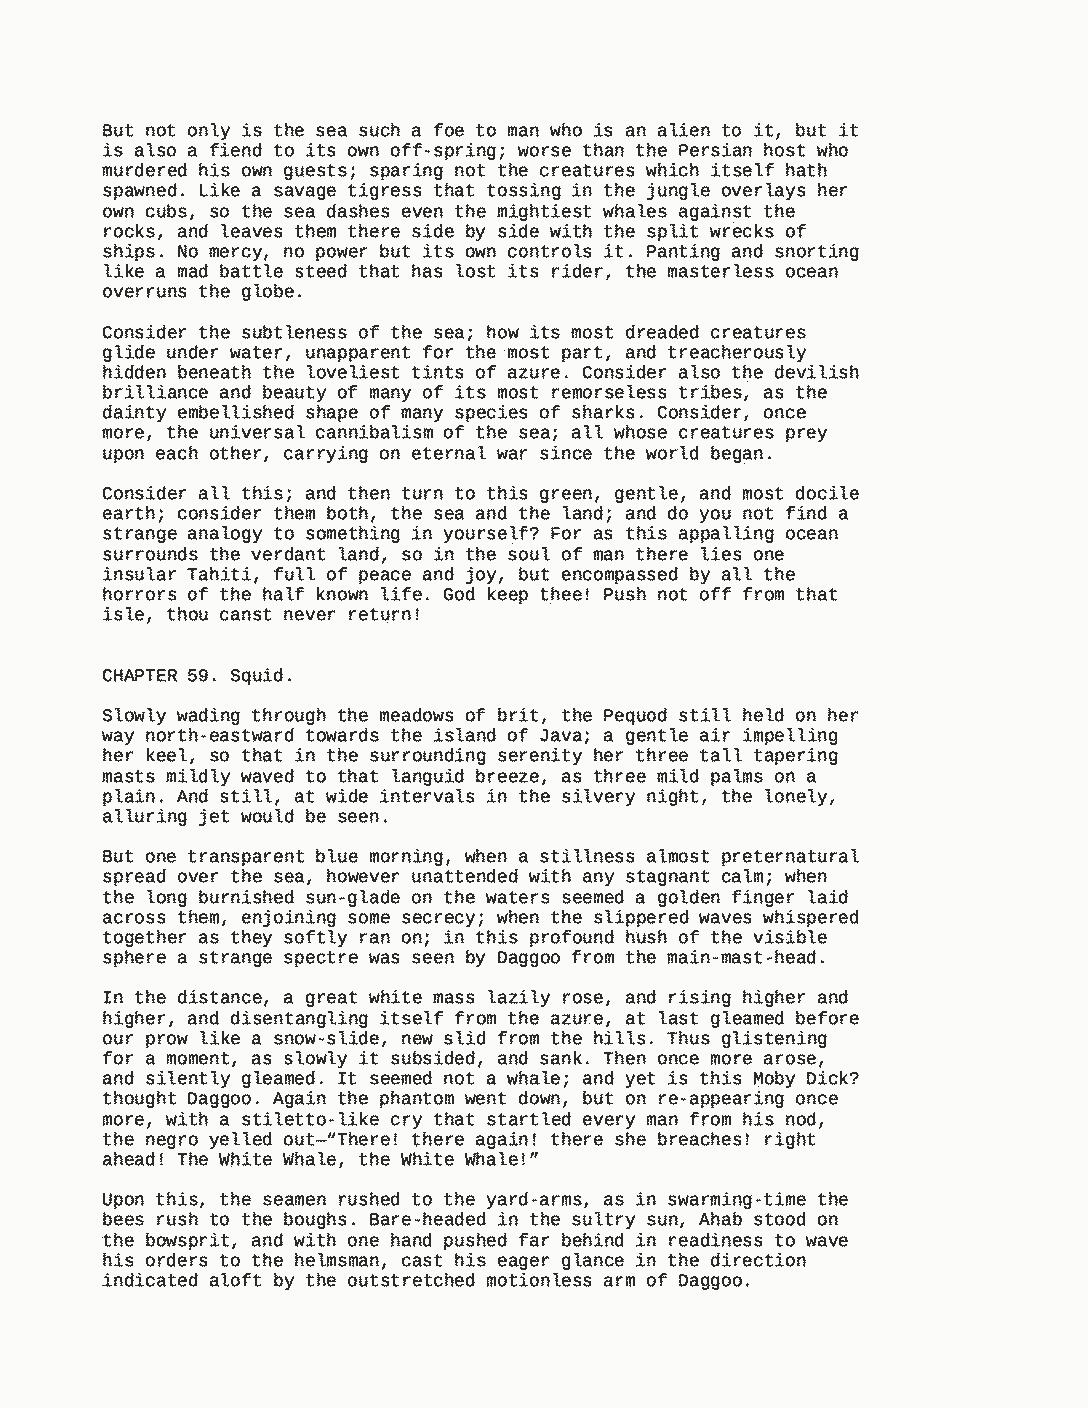 But not only is the sea such a foe to man who is an alien to it, but it
is also a fiend to its own off-spring; worse than the Persian host who
murdered his own guests; sparing not the creatures which itself hath
spawned. Like a savage tigress that tossing in the jungle overlays her
own cubs, so the sea dashes even the mightiest whales against the
rocks, and leaves them there side by side with the split wrecks of
ships. No mercy, no power but its own controls it. Panting and snorting
like a mad battle steed that has lost its rider, the masterless ocean
overruns the globe.

Consider the subtleness of the sea; how its most dreaded creatures
glide under water, unapparent for the most part, and treacherously
hidden beneath the loveliest tints of azure. Consider also the devilish
brilliance and beauty of many of its most remorseless tribes, as the
dainty embellished shape of many species of sharks. Consider, once
more, the universal cannibalism of the sea; all whose creatures prey
upon each other, carrying on eternal war since the world began.

Consider all this; and then turn to this green, gentle, and most docile
earth; consider them both, the sea and the land; and do you not find a
strange analogy to something in yourself? For as this appalling ocean
surrounds the verdant land, so in the soul of man there lies one
insular Tahiti, full of peace and joy, but encompassed by all the
horrors of the half known life. God keep thee! Push not off from that
isle, thou canst never return!

CHAPTER 59. Squid.

Slowly wading through the meadows of brit, the Pequod still held on her
way north-eastward towards the island of Java; a gentle air impelling
her keel, so that in the surrounding serenity her three tall tapering
masts mildly waved to that languid breeze, as three mild palms on a
plain. And still, at wide intervals in the silvery night, the lonely,
alluring jet would be seen.

But one transparent blue morning, when a stillness almost preternatural
spread over the sea, however unattended with any stagnant calm; when
the long burnished sun-glade on the waters seemed a golden finger laid
across them, enjoining some secrecy; when the slippered waves whispered
together as they softly ran on; in this profound hush of the visible
sphere a strange spectre was seen by Daggoo from the main-mast-head.

In the distance, a great white mass lazily rose, and rising higher and
higher, and disentangling itself from the azure, at last gleamed before
our prow like a snow-slide, new slid from the hills. Thus glistening
for a moment, as slowly it subsided, and sank. Then once more arose,
and silently gleamed. It seemed not a whale; and yet is this Moby Dick?
thought Daggoo. Again the phantom went down, but on re-appearing once
more, with a stiletto-like cry that startled every man from his nod,
the negro yelled out—“There! there again! there she breaches! right
ahead! The White Whale, the White Whale!”

Upon this, the seamen rushed to the yard-arms, as in swarming-time the
bees rush to the boughs. Bare-headed in the sultry sun, Ahab stood on
the bowsprit, and with one hand pushed far behind in readiness to wave
his orders to the helmsman, cast his eager glance in the direction
indicated aloft by the outstretched motionless arm of Daggoo.